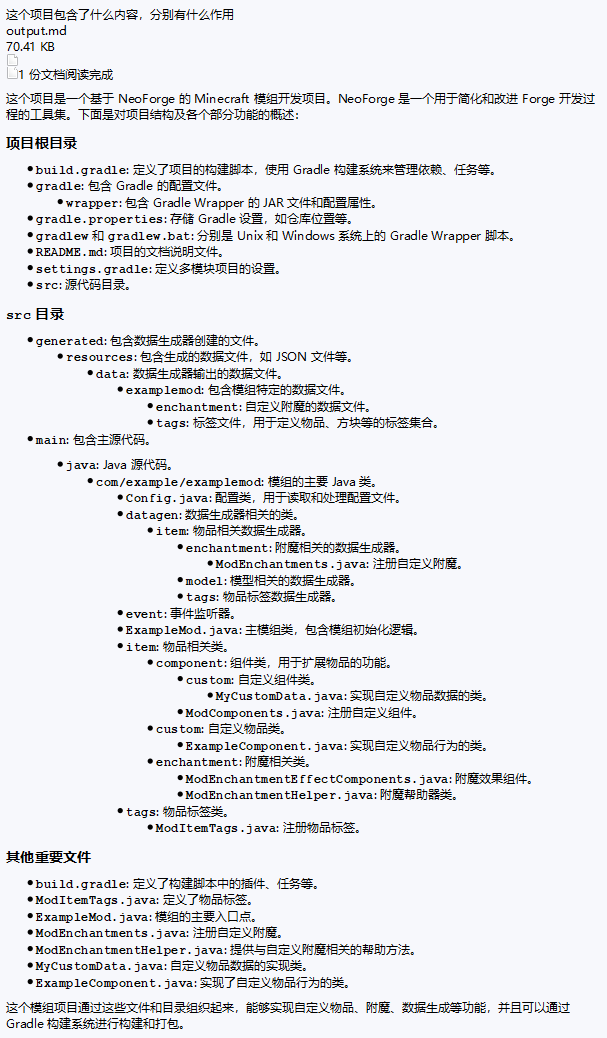 这个项目包含了什么内容，分别有什么作用
output.md
70.41 KB
1 份文档阅读完成
这个项目是一个基于 NeoForge 的 Minecraft 模组开发项目。NeoForge 是一个用于简化和改进 Forge 开发过
程的工具集。下面是对项目结构及各个部分功能的概述：
项目根目录
build.gradle: 定义了项目的构建脚本，使用 Gradle 构建系统来管理依赖、任务等。
gradle: 包含 Gradle 的配置文件。
wrapper: 包含 Gradle Wrapper 的 JAR 文件和配置属性。
gradle.properties: 存储 Gradle 设置，如仓库位置等。
gradlew 和 gradlew.bat: 分别是 Unix 和 Windows 系统上的 Gradle Wrapper 脚本。
README.md: 项目的文档说明文件。
settings.gradle: 定义多模块项目的设置。
src: 源代码目录。
src 目录
generated: 包含数据生成器创建的文件。
resources: 包含生成的数据文件，如 JSON 文件等。
data: 数据生成器输出的数据文件。
examplemod: 包含模组特定的数据文件。
enchantment: 自定义附魔的数据文件。
tags: 标签文件，用于定义物品、方块等的标签集合。
main: 包含主源代码。
java: Java 源代码。
com/example/examplemod: 模组的主要 Java 类。
Config.java: 配置类，用于读取和处理配置文件。
datagen: 数据生成器相关的类。
item: 物品相关数据生成器。
enchantment: 附魔相关的数据生成器。
ModEnchantments.java: 注册自定义附魔。
model: 模型相关的数据生成器。
tags: 物品标签数据生成器。
event: 事件监听器。
ExampleMod.java: 主模组类，包含模组初始化逻辑。
item: 物品相关类。
component: 组件类，用于扩展物品的功能。
custom: 自定义组件类。
MyCustomData.java: 实现自定义物品数据的类。
ModComponents.java: 注册自定义组件。
custom: 自定义物品类。
ExampleComponent.java: 实现自定义物品行为的类。
enchantment: 附魔相关类。
ModEnchantmentEffectComponents.java: 附魔效果组件。
ModEnchantmentHelper.java: 附魔帮助器类。
tags: 物品标签类。
ModItemTags.java: 注册物品标签。
其他重要文件
build.gradle: 定义了构建脚本中的插件、任务等。
ModItemTags.java: 定义了物品标签。
ExampleMod.java: 模组的主要入口点。
ModEnchantments.java: 注册自定义附魔。
ModEnchantmentHelper.java: 提供与自定义附魔相关的帮助方法。
MyCustomData.java: 自定义物品数据的实现类。
ExampleComponent.java: 实现了自定义物品行为的类。
这个模组项目通过这些文件和目录组织起来，能够实现自定义物品、附魔、数据生成等功能，并且可以通过
Gradle 构建系统进行构建和打包。